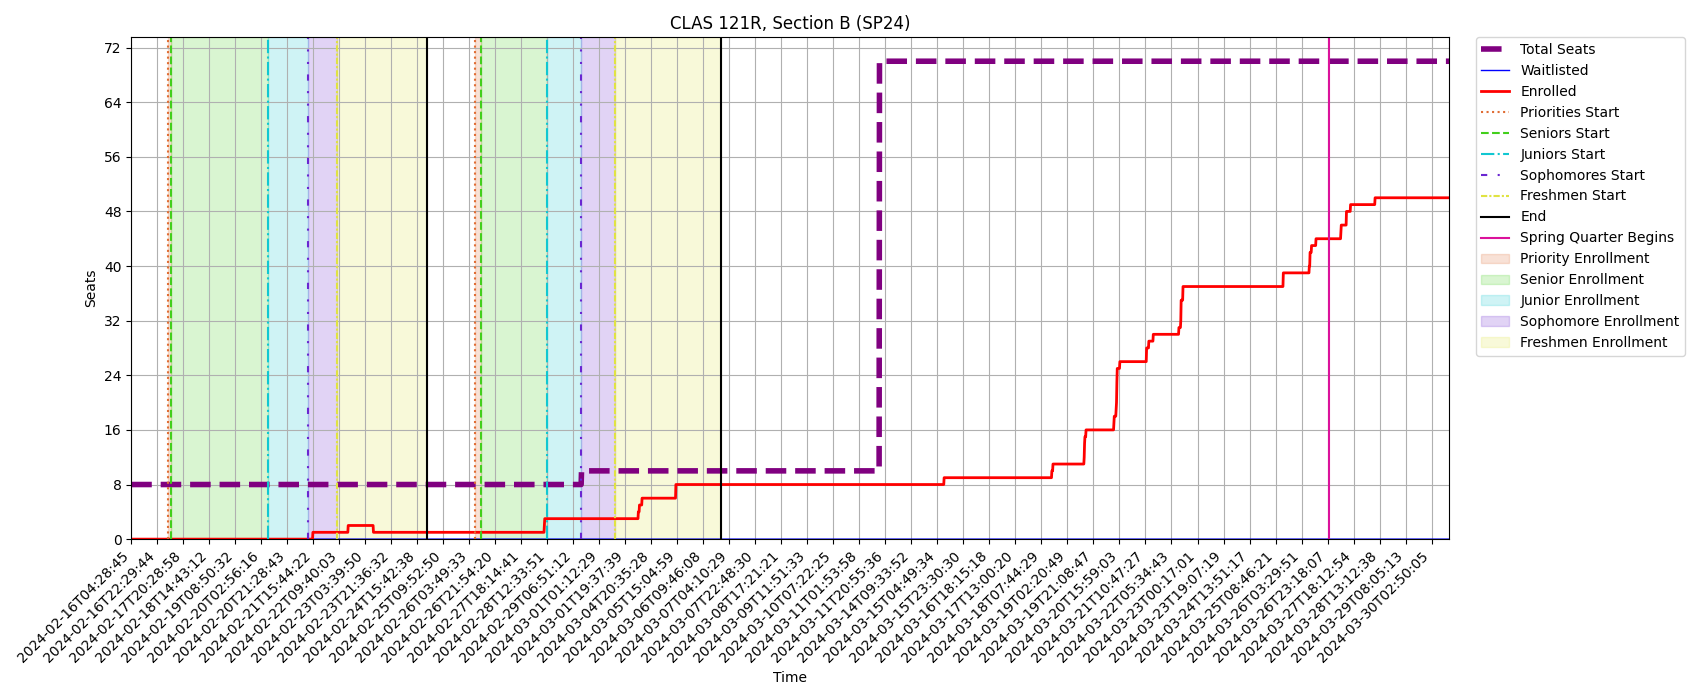 CLAS 121R, Section B (SP24)
72
64
56
48
40
32
24
16
8
0
Seats
2024-02-16T04:28:45
2024-02-16T22:29:44
2024-02-17T20:28:58
2024-02-18T14:43:12
2024-02-19T08:50:32
2024-02-20T02:56:16
2024-02-20T21:28:43
2024-02-21T15:44:22
2024-02-22T09:40:03
2024-02-23T03:39:50
2024-02-23T21:36:32
2024-02-24T15:42:38
2024-02-25T09:52:50
2024-02-26T03:49:33
2024-02-26T21:54:20
2024-02-27T18:14:41
2024-02-28T12:33:51
2024-02-29T06:51:12
2024-03-01T01:12:29
2024-03-01T19:37:39
2024-03-04T20:35:28
2024-03-05T15:04:59
2024-03-06T09:46:08
2024-03-07T04:10:29
2024-03-07T22:48:30
2024-03-08T17:21:21
2024-03-09T11:51:33
2024-03-10T07:22:25
2024-03-11T01:53:58
2024-03-11T20:55:36
2024-03-14T09:33:52
2024-03-15T04:49:34
2024-03-15T23:30:30
2024-03-16T18:15:18
2024-03-17T13:00:20
2024-03-18T07:44:29
2024-03-19T02:20:49
2024-03-19T21:08:47
2024-03-20T15:59:03
2024-03-21T10:47:27
2024-03-22T05:34:43
2024-03-23T00:17:01
2024-03-23T19:07:19
2024-03-24T13:51:17
2024-03-25T08:46:21
2024-03-26T03:29:51
2024-03-26T23:18:07
2024-03-27T18:12:54
2024-03-28T13:12:38
2024-03-29T08:05:13
2024-03-30T02:50:05
Time
Total Seats
Waitlisted
Enrolled
Priorities Start
Seniors Start
Juniors Start
Sophomores Start
Freshmen Start
End
Spring Quarter Begins
Priority Enrollment
Senior Enrollment
Junior Enrollment
Sophomore Enrollment
Freshmen Enrollment